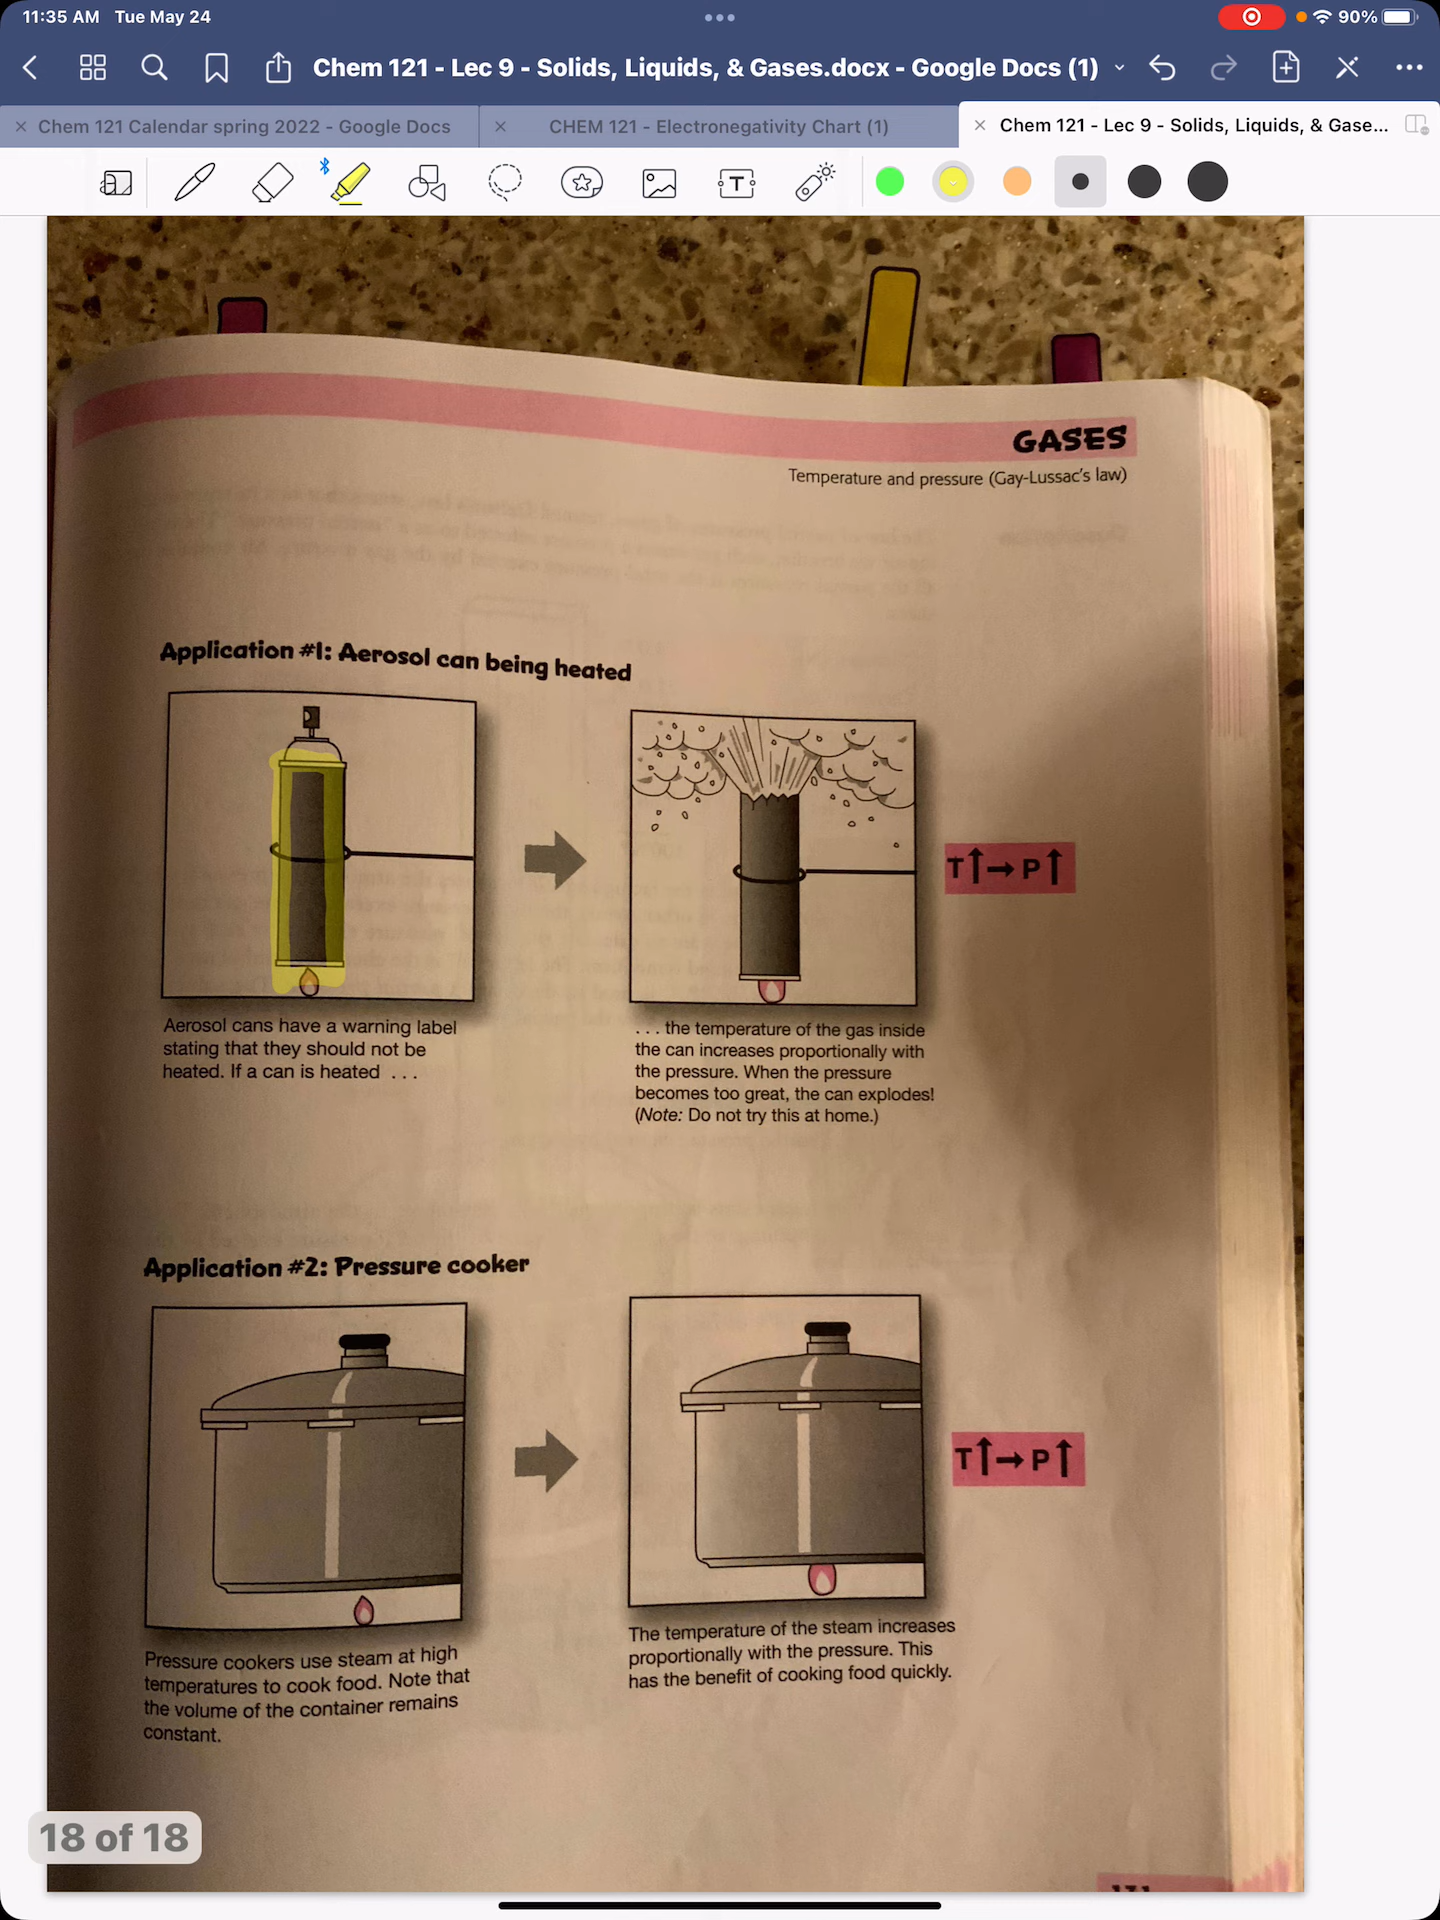 11:35 AM Tue May 24
90%
Chem 121 - Lec 9 - Solids, Liquids, & Gases.docx - Google Docs (1)
Chem 121 Calendar spring 2022 - Google Docs
CHEM 121 - Electronegativity Chart (1)
Chem 121 - Lec 9 - Solids, Liquids, & Gase...
T
GASES
Temperature and pressure (Gay-Lussac's law)
Application #1: Aerosol can being heated
T↑→P↑
Aerosol cans have a warning label
stating that they should not be
heated. If a can is heated . . .
. . . the temperature of the gas inside
the can increases proportionally with
the pressure. When the pressure
becomes too great, the can explodes!
(Note: Do not try this at home.)
Application #2: Pressure cooker
T↑→P↑
Pressure cookers use steam at high
temperatures to cook food. Note that
the volume of the container remains
constant.
The temperature of the steam increases
proportionally with the pressure. This
has the benefit of cooking food quickly.
18 of 18